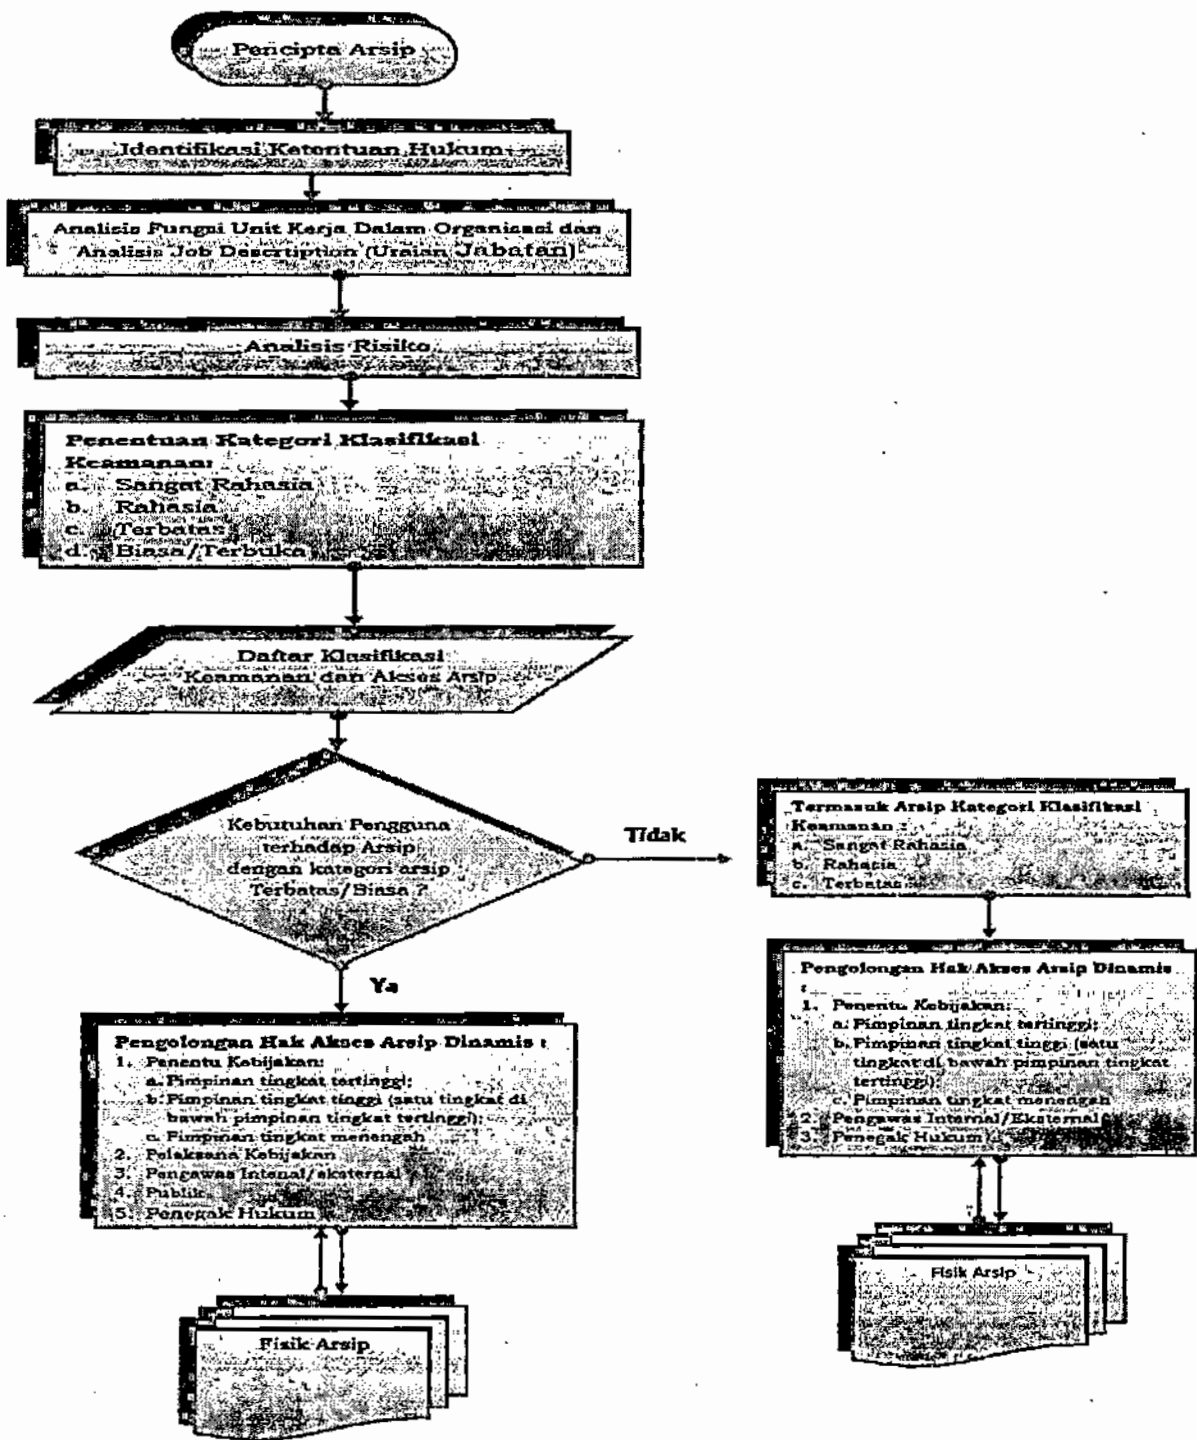 Pencipta Arsip
Identifikasi Ketentuan Hukum
Analisis Fungsi Unit Kerja Dalam Organisasi dan
Analisis Job Descrtiption (Uraian Jabatan)
Analisis Risiko
Penentuan Kategori Klasifikasi
Keamanan:
a. Sangat Rahasia
b. Rahasia
c. Terbatas
d. Biasa/Terbuka
Daftar Klasifikasi
Keamanan dan Akses Arsip
Kebutuhan Pengguna
terhadap Arsip
dengan kategori arsip
Terbatas/Biasa ?
Tidak
Termasuk Arsip Kategori Klasifikasi
Keamanan :
a. Sangat Rahasia
b. Rahasia
c. Terbatas
Pengolongan Hak Akses Arsip Dinamis
:
1. Penentu Kebijakan:
a. Pimpinan tingkat tertinggi;
b. Pimpinan tingkat tinggi (satu
tingkat di bawah pimpinan tingkat
tertinggi);
c. Pimpinan tingkat menengah
2. Pengawas Internal/Eksternal
3. Penegak Hukum
Fisik Arsip
Ya
Pengolongan Hak Akses Arsip Dinamis :
1. Penentu Kebijakan:
a. Pimpinan tingkat tertinggi;
b. Pimpinan tingkat tinggi (satu tingkat di
bawah pimpinan tingkat tertinggi);
c. Pimpinan tingkat menengah
2. Pelaksana Kebijakan
3. Pengawas Intenal/eksternal
4. Publik
5. Penegak Hukum
Fisik Arsip